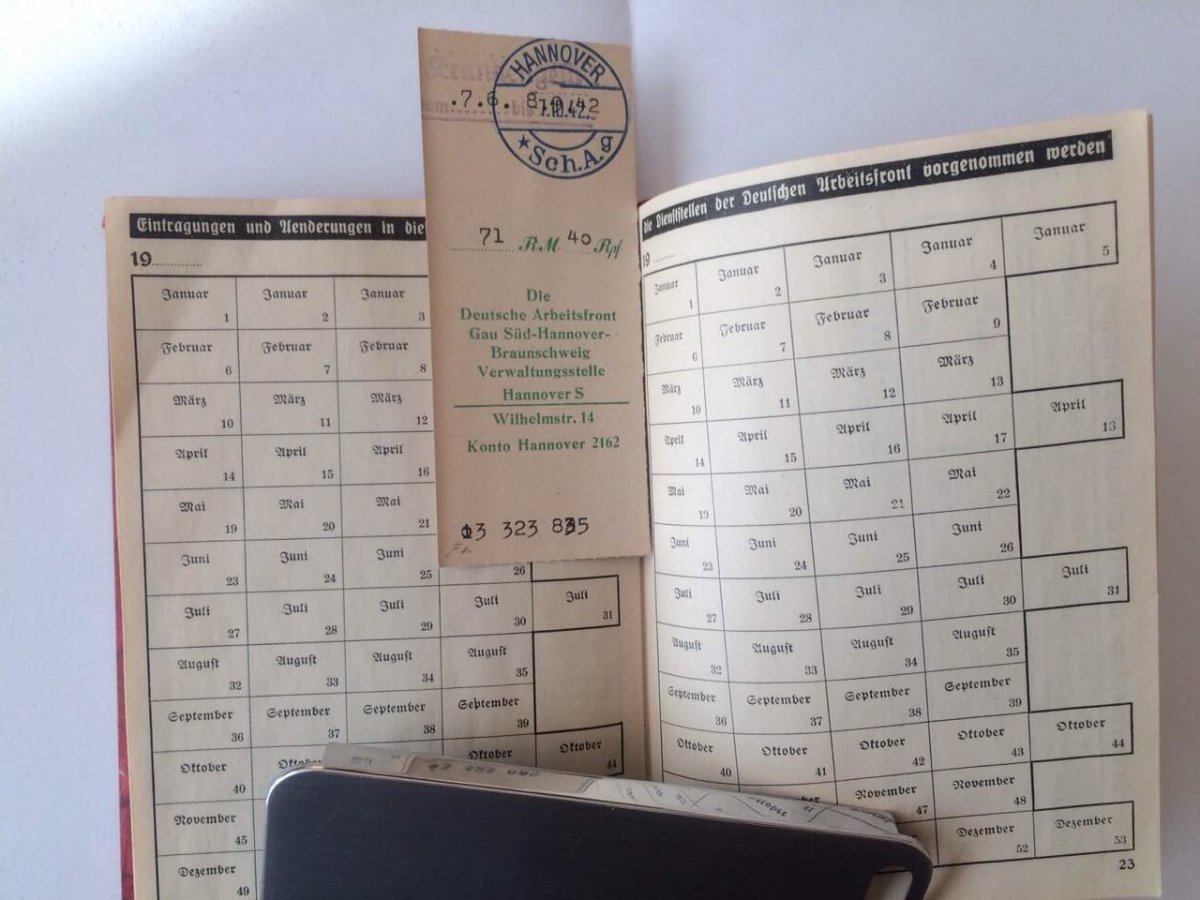 HANNOVER
7.10.42
.7.6. 8.9.42
bis
Sch.A.g
71 RM 40 Rpf
Die
Deutsche Arbeitsfront
Gau Süd-Hannover-
Braunschweig
Verwaltungsstelle
Hannover S
Wilhelmstr. 14
Konto Hannover 2162
13 323 835
Eintragungen und Aenderungen in die
19
Januar 1 Januar 2 Januar 3
Februar 6 Februar 7 Februar 8
März 10 März 11 März 12
April 14 April 15 April 16
Mai 19 Mai 20 Mai 21
Juni 23 Juni 24 Juni 25 26
Juli 27 Juli 28 Juli 29 Juli 30 Juli 31
August 32 August 33 August 34 August 35
September 36 September 37 September 38 September 39
Oktober 40 Oktober Oktober Oktober 44
November 45
Dezember 49
die Dienststellen der Deutschen Arbeitsfront vorgenommen werden
19
Januar 1 Januar 2 Januar 3 Januar 4 Januar 5
Februar 6 Februar 7 Februar 8 Februar 9
März 10 März 11 März 12 März 13
April 14 April 15 April 16 April 17 April 13
Mai 19 Mai 20 Mai 21 Mai 22
Juni 23 Juni 24 Juni 25 Juni 26
Juli 27 Juli 28 Juli 29 Juli 30 Juli 31
August 32 August 33 August 34 August 35
September 36 September 37 September 38 September 39
Oktober 40 Oktober 41 Oktober 42 Oktober 43 Oktober 44
November 47 November 48
Dezember 52 Dezember 53
23